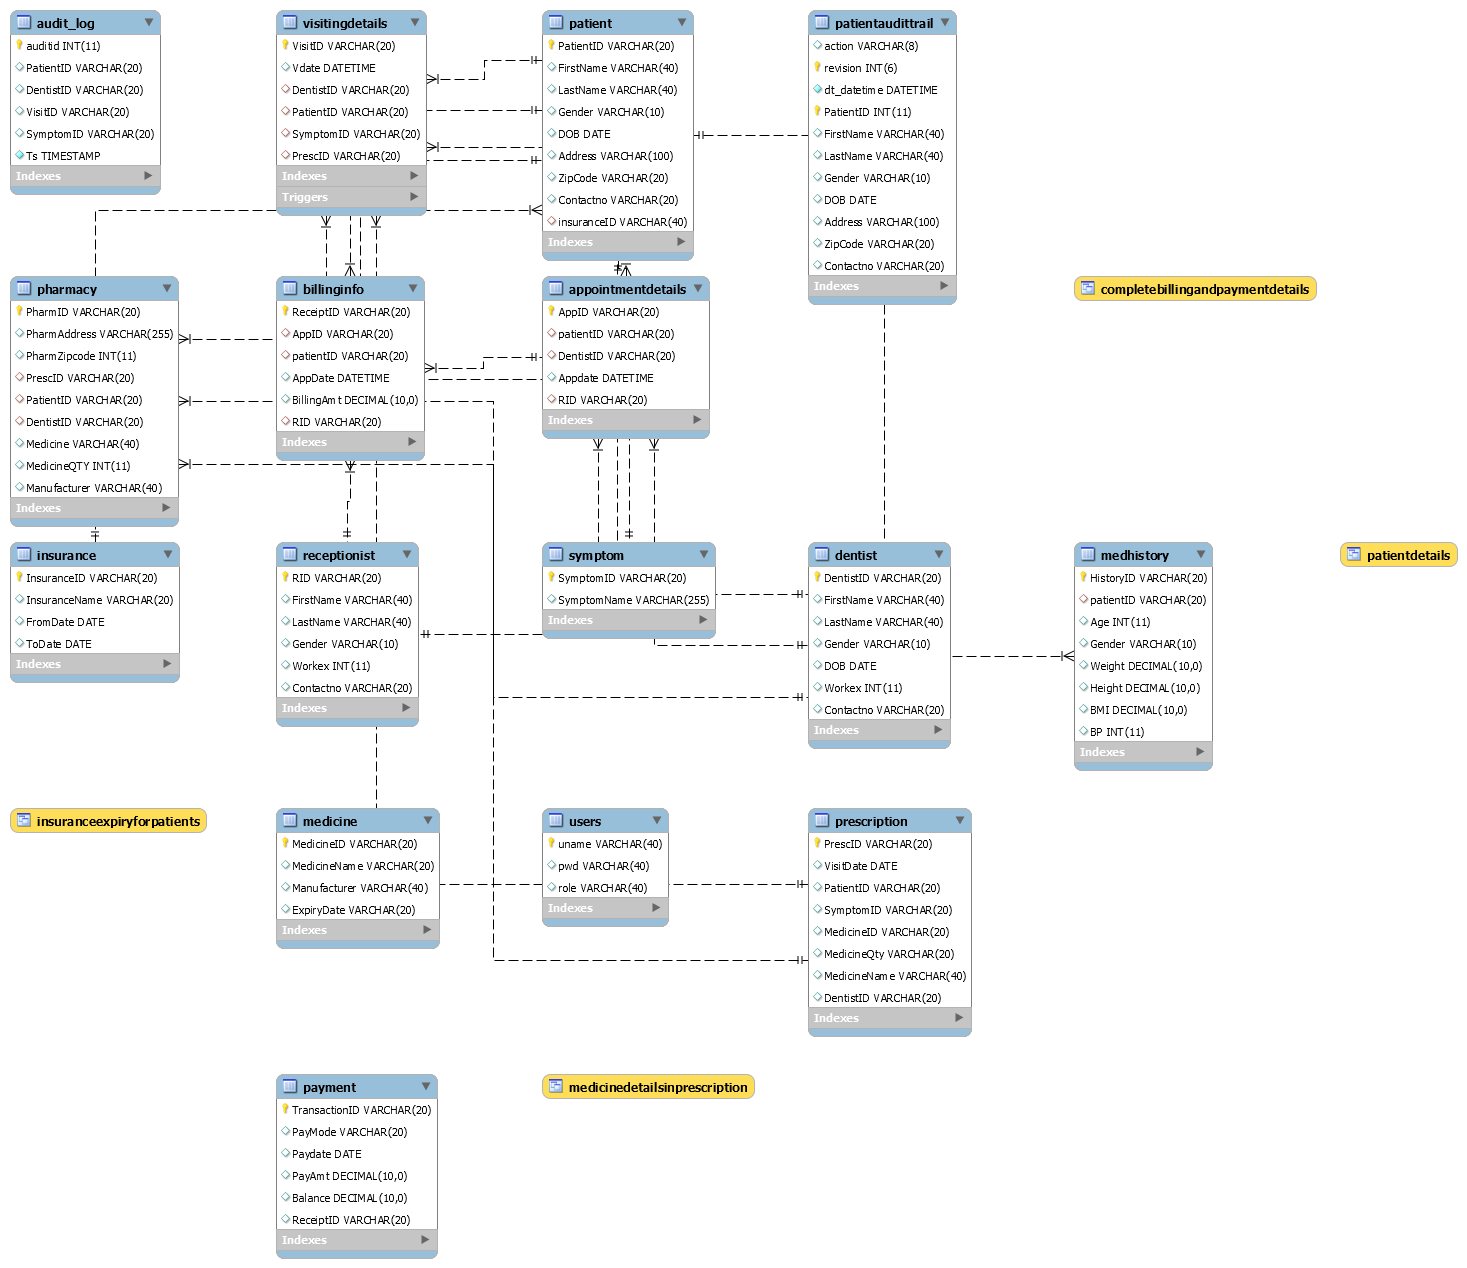 audit_log
auditid INT(11)
PatientID VARCHAR(20)
DentistID VARCHAR(20)
VisitID VARCHAR(20)
SymptomID VARCHAR(20)
Ts TIMESTAMP
Indexes
visitingdetails
VisitID VARCHAR(20)
Vdate DATETIME
DentistID VARCHAR(20)
PatientID VARCHAR(20)
SymptomID VARCHAR(20)
PrescID VARCHAR(20)
Indexes
Triggers
patient
PatientID VARCHAR(20)
FirstName VARCHAR(40)
LastName VARCHAR(40)
Gender VARCHAR(10)
DOB DATE
Address VARCHAR(100)
ZipCode VARCHAR(20)
Contactno VARCHAR(20)
insuranceID VARCHAR(40)
Indexes
patientaudittrail
action VARCHAR(8)
revision INT(6)
dt_datetime DATETIME
PatientID INT(11)
FirstName VARCHAR(40)
LastName VARCHAR(40)
Gender VARCHAR(10)
DOB DATE
Address VARCHAR(100)
ZipCode VARCHAR(20)
Contactno VARCHAR(20)
Indexes
pharmacy
PharmID VARCHAR(20)
PharmAddress VARCHAR(255)
PharmZipcode INT(11)
PrescID VARCHAR(20)
PatientID VARCHAR(20)
DentistID VARCHAR(20)
Medicine VARCHAR(40)
MedicineQTY INT(11)
Manufacturer VARCHAR(40)
Indexes
billinginfo
ReceiptID VARCHAR(20)
AppID VARCHAR(20)
patientID VARCHAR(20)
AppDate DATETIME
BillingAmt DECIMAL(10,0)
RID VARCHAR(20)
Indexes
appointmentdetails
AppID VARCHAR(20)
patientID VARCHAR(20)
DentistID VARCHAR(20)
Appdate DATETIME
RID VARCHAR(20)
Indexes
completebillingandpaymentdetails
insurance
InsuranceID VARCHAR(20)
InsuranceName VARCHAR(20)
FromDate DATE
ToDate DATE
Indexes
receptionist
RID VARCHAR(20)
FirstName VARCHAR(40)
LastName VARCHAR(40)
Gender VARCHAR(10)
Workex INT(11)
Contactno VARCHAR(20)
Indexes
symptom
SymptomID VARCHAR(20)
SymptomName VARCHAR(255)
Indexes
dentist
DentistID VARCHAR(20)
FirstName VARCHAR(40)
LastName VARCHAR(40)
Gender VARCHAR(10)
DOB DATE
Workex INT(11)
Contactno VARCHAR(20)
Indexes
medhistory
HistoryID VARCHAR(20)
patientID VARCHAR(20)
Age INT(11)
Gender VARCHAR(10)
Weight DECIMAL(10,0)
Height DECIMAL(10,0)
BMI DECIMAL(10,0)
BP INT(11)
Indexes
patientdetails
insuranceexpiryforpatients
medicine
MedicineID VARCHAR(20)
MedicineName VARCHAR(20)
Manufacturer VARCHAR(40)
ExpiryDate VARCHAR(20)
Indexes
users
uname VARCHAR(40)
pwd VARCHAR(40)
role VARCHAR(40)
Indexes
prescription
PrescID VARCHAR(20)
VisitDate DATE
PatientID VARCHAR(20)
SymptomID VARCHAR(20)
MedicineID VARCHAR(20)
MedicineQty VARCHAR(20)
MedicineName VARCHAR(40)
DentistID VARCHAR(20)
Indexes
payment
TransactionID VARCHAR(20)
PayMode VARCHAR(20)
Paydate DATE
PayAmt DECIMAL(10,0)
Balance DECIMAL(10,0)
ReceiptID VARCHAR(20)
Indexes
medicinedetailsinprescription